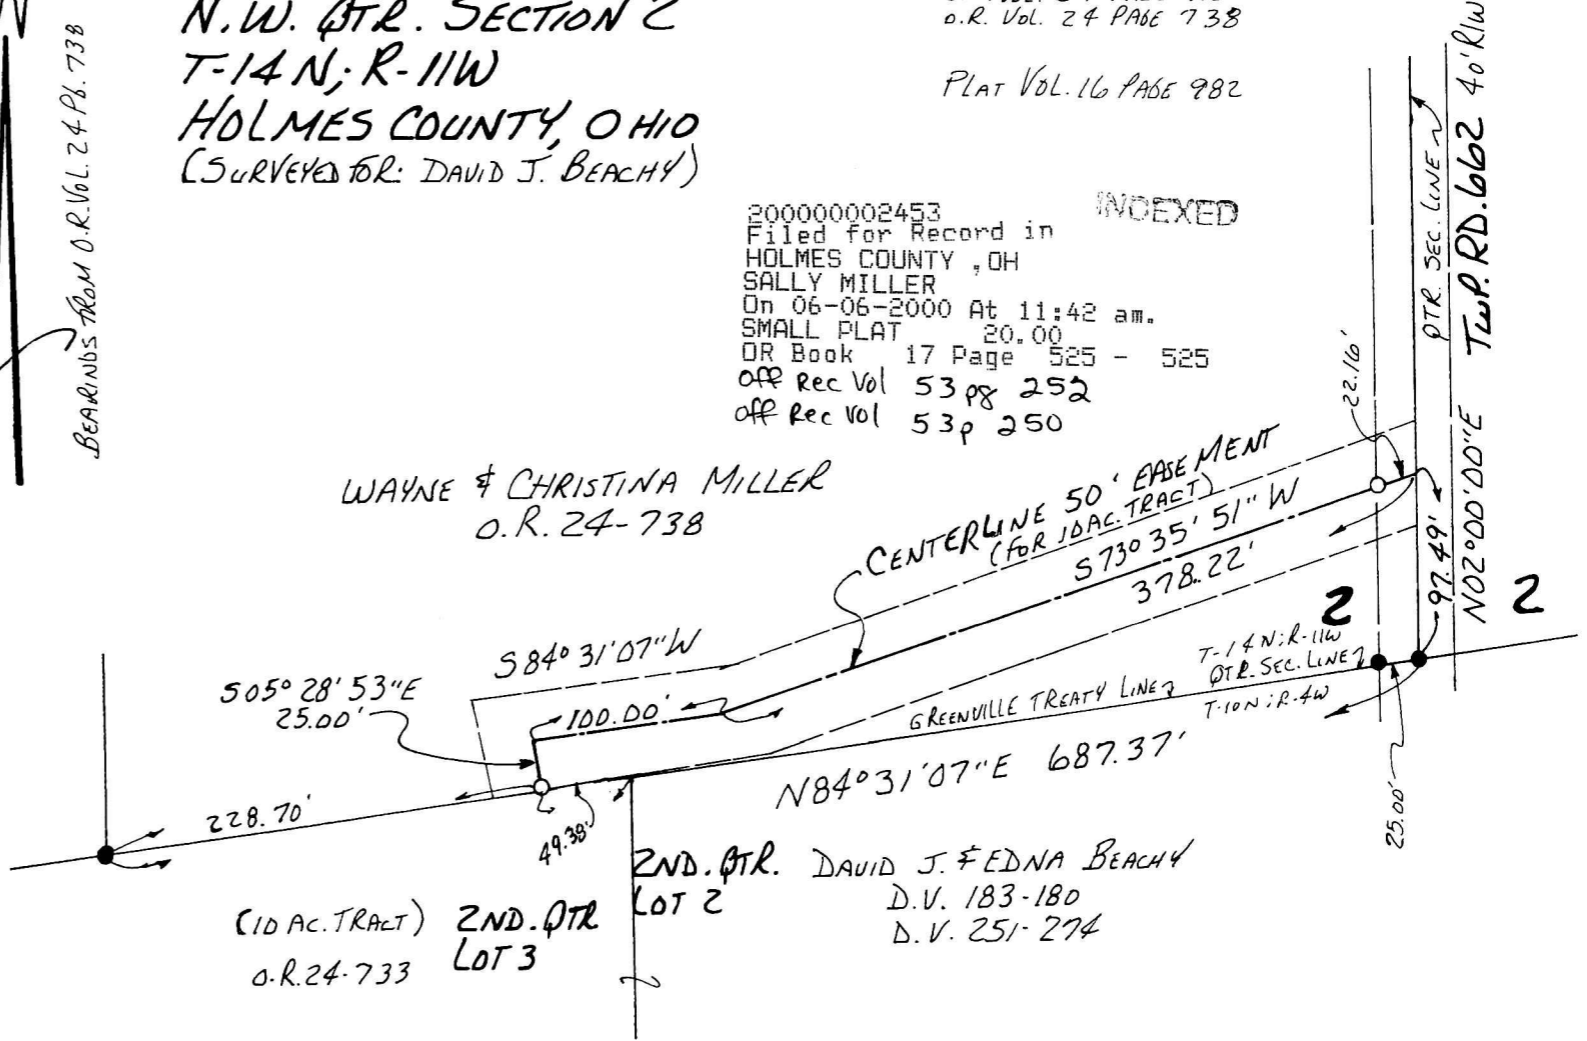 N.W. QTR. SECTION 2
T-14 N; R-11W
HOLMES COUNTY, OHIO
(SURVEYED FOR: DAVID J. BEACHY)
O.R. VOL. 24 PAGE 738
PLAT VOL. 16 PAGE 982
BEARINGS FROM O.R. VOL. 24 PG. 738
200000002453
INDEXED
Filed for Record in
HOLMES COUNTY , OH
SALLY MILLER
On 06-06-2000 At 11:42 am.
SMALL PLAT 20.00
OR Book 17 Page 525 - 525
off Rec Vol 53 pg 252
off Rec Vol 53 p 250
QTR. SEC. LINE
TWP. RD. 662 40' R/W
N02°00'00"E
22.16'
97.49'
WAYNE & CHRISTINA MILLER
O.R. 24-738
CENTERLINE 50' EASEMENT
(FOR 10 AC. TRACT)
S73° 35' 51" W
378.22'
2
2
T-14 N; R-11W
QTR. SEC. LINE
T-10N; R-4W
GREENVILLE TREATY LINE
S84° 31' 07" W
S05° 28' 53" E
25.00'
100.00'
N84° 31' 07" E 687.37'
25.00'
228.70'
49.38'
2ND. QTR.
LOT 2
DAVID J. & EDNA BEACHY
D.V. 183-180
D.V. 251-274
(10 AC. TRACT)
O.R. 24-733
2ND. QTR
LOT 3